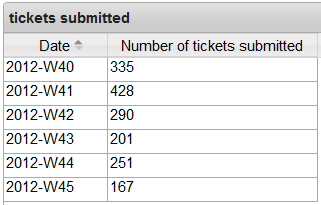 tickets submitted
Date Number of tickets submitted
2012-W40 335
2012-W41 428
2012-W42 290
2012-W43 201
2012-W44 251
2012-W45 167